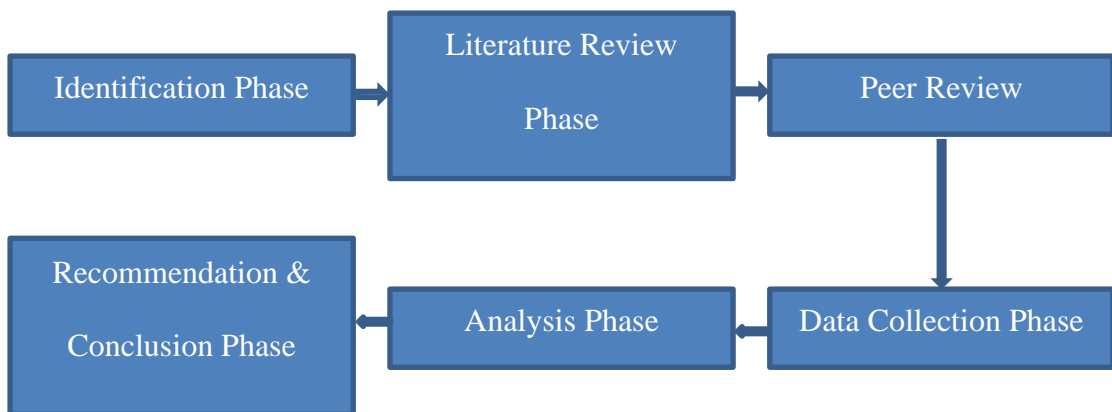 Identification Phase
Literature Review
Phase
Peer Review
Data Collection Phase
Analysis Phase
Recommendation &
Conclusion Phase